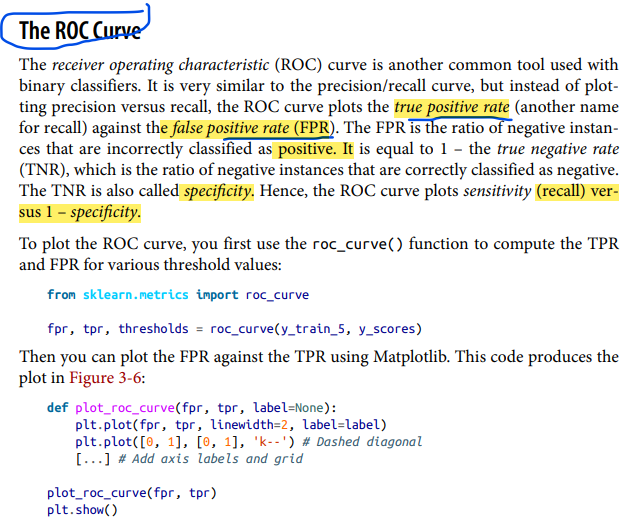 The ROC Curve
The receiver operating characteristic (ROC) curve is another common tool used with
binary classifiers. It is very similar to the precision/recall curve, but instead of plot-
ting precision versus recall, the ROC curve plots the true positive rate (another name
for recall) against the false positive rate (FPR). The FPR is the ratio of negative instan-
ces that are incorrectly classified as positive. It is equal to 1 – the true negative rate
(TNR), which is the ratio of negative instances that are correctly classified as negative.
The TNR is also called specificity. Hence, the ROC curve plots sensitivity (recall) ver-
sus 1 – specificity.
To plot the ROC curve, you first use the roc_curve() function to compute the TPR
and FPR for various threshold values:
from sklearn.metrics import roc_curve
fpr, tpr, thresholds = roc_curve(y_train_5, y_scores)
Then you can plot the FPR against the TPR using Matplotlib. This code produces the
plot in Figure 3-6:
def plot_roc_curve(fpr, tpr, label=None):
    plt.plot(fpr, tpr, linewidth=2, label=label)
    plt.plot([0, 1], [0, 1], 'k--') # Dashed diagonal
    [...] # Add axis labels and grid
plot_roc_curve(fpr, tpr)
plt.show()